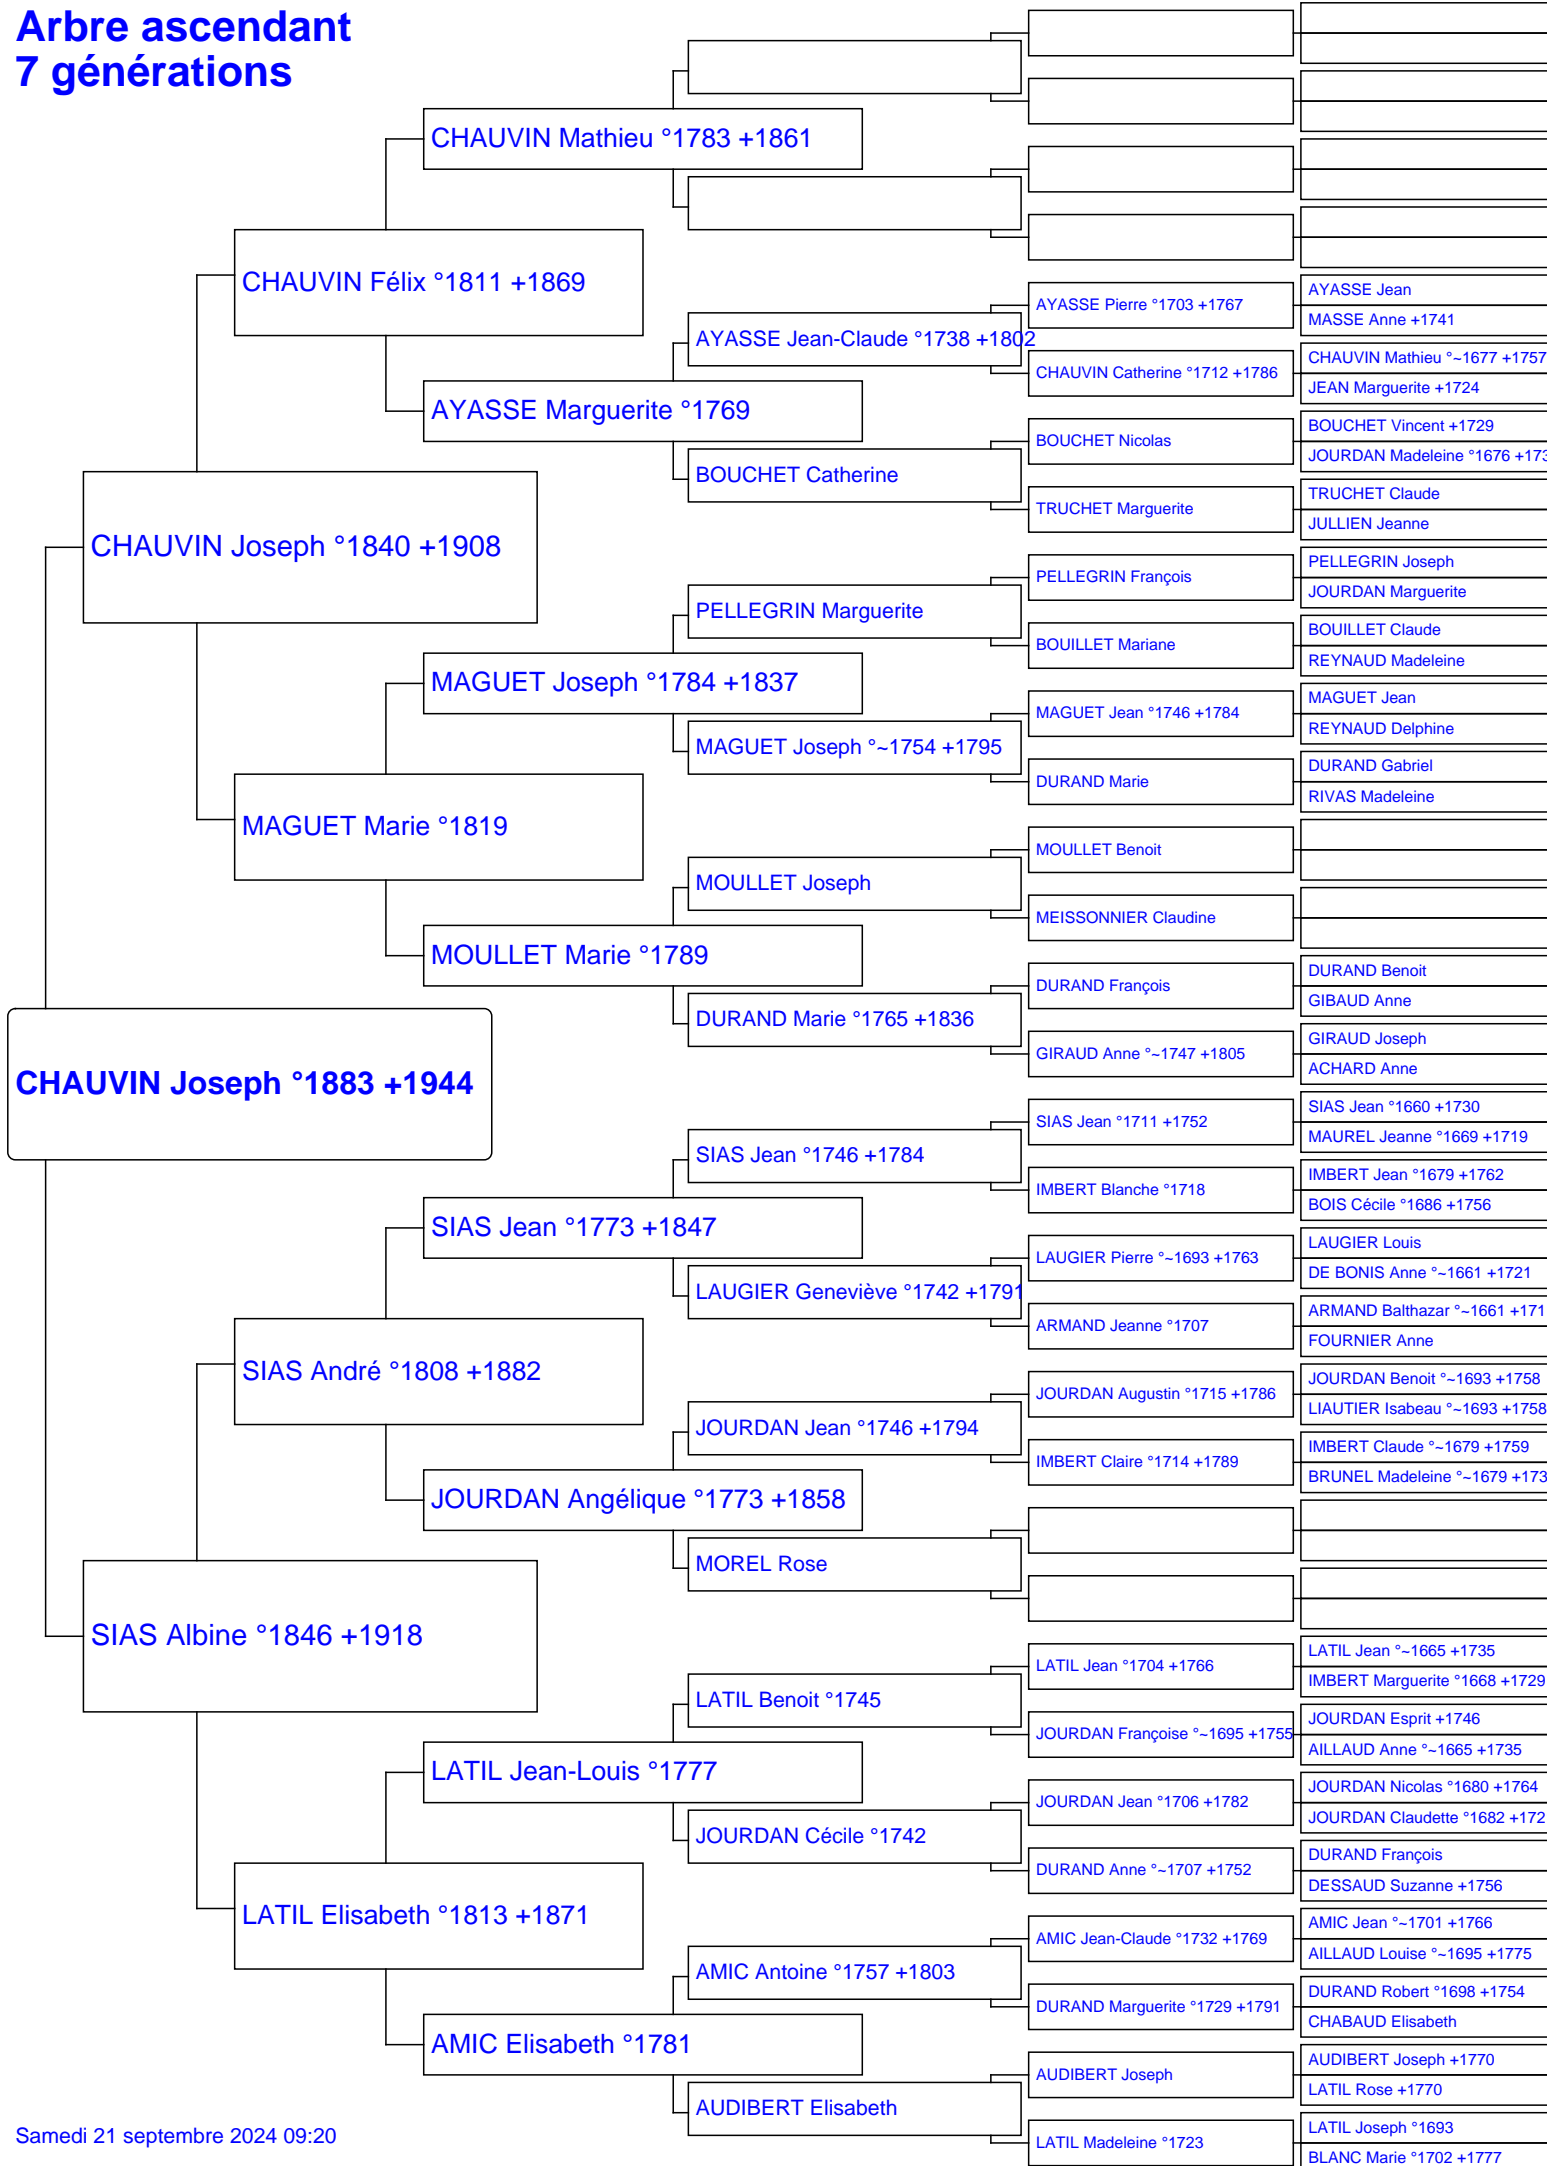 Arbre ascendant
7 générations
CHAUVIN Joseph °1883 +1944
CHAUVIN Joseph °1840 +1908
SIAS Albine °1846 +1918
CHAUVIN Félix °1811 +1869
MAGUET Marie °1819
SIAS André °1808 +1882
LATIL Elisabeth °1813 +1871
CHAUVIN Mathieu °1783 +1861
AYASSE Marguerite °1769
MAGUET Joseph °1784 +1837
MOULLET Marie °1789
SIAS Jean °1773 +1847
JOURDAN Angélique °1773 +1858
LATIL Jean-Louis °1777
AMIC Elisabeth °1781
AYASSE Jean-Claude °1738 +1802
BOUCHET Catherine
PELLEGRIN Marguerite
MAGUET Joseph °~1754 +1795
MOULLET Joseph
DURAND Marie °1765 +1836
SIAS Jean °1746 +1784
LAUGIER Geneviève °1742 +1791
JOURDAN Jean °1746 +1794
MOREL Rose
LATIL Benoit °1745
JOURDAN Cécile °1742
AMIC Antoine °1757 +1803
AUDIBERT Elisabeth
AYASSE Pierre °1703 +1767
CHAUVIN Catherine °1712 +1786
BOUCHET Nicolas
TRUCHET Marguerite
PELLEGRIN François
BOUILLET Mariane
MAGUET Jean °1746 +1784
DURAND Marie
MOULLET Benoit
MEISSONNIER Claudine
DURAND François
GIRAUD Anne °~1747 +1805
SIAS Jean °1711 +1752
IMBERT Blanche °1718
LAUGIER Pierre °~1693 +1763
ARMAND Jeanne °1707
JOURDAN Augustin °1715 +1786
IMBERT Claire °1714 +1789
LATIL Jean °1704 +1766
JOURDAN Françoise °~1695 +1755
JOURDAN Jean °1706 +1782
DURAND Anne °~1707 +1752
AMIC Jean-Claude °1732 +1769
DURAND Marguerite °1729 +1791
AUDIBERT Joseph
LATIL Madeleine °1723
AYASSE Jean
MASSE Anne +1741
CHAUVIN Mathieu °~1677 +1757
JEAN Marguerite +1724
BOUCHET Vincent +1729
JOURDAN Madeleine °1676 +173
TRUCHET Claude
JULLIEN Jeanne
PELLEGRIN Joseph
JOURDAN Marguerite
BOUILLET Claude
REYNAUD Madeleine
MAGUET Jean
REYNAUD Delphine
DURAND Gabriel
RIVAS Madeleine
DURAND Benoit
GIBAUD Anne
GIRAUD Joseph
ACHARD Anne
SIAS Jean °1660 +1730
MAUREL Jeanne °1669 +1719
IMBERT Jean °1679 +1762
BOIS Cécile °1686 +1756
LAUGIER Louis
DE BONIS Anne °~1661 +1721
ARMAND Balthazar °~1661 +171
FOURNIER Anne
JOURDAN Benoit °~1693 +1758
LIAUTIER Isabeau °~1693 +1758
IMBERT Claude °~1679 +1759
BRUNEL Madeleine °~1679 +173
LATIL Jean °~1665 +1735
IMBERT Marguerite °1668 +1729
JOURDAN Esprit +1746
AILLAUD Anne °~1665 +1735
JOURDAN Nicolas °1680 +1764
JOURDAN Claudette °1682 +172
DURAND François
DESSAUD Suzanne +1756
AMIC Jean °~1701 +1766
AILLAUD Louise °~1695 +1775
DURAND Robert °1698 +1754
CHABAUD Elisabeth
AUDIBERT Joseph +1770
LATIL Rose +1770
LATIL Joseph °1693
BLANC Marie °1702 +1777
Samedi 21 septembre 2024 09:20